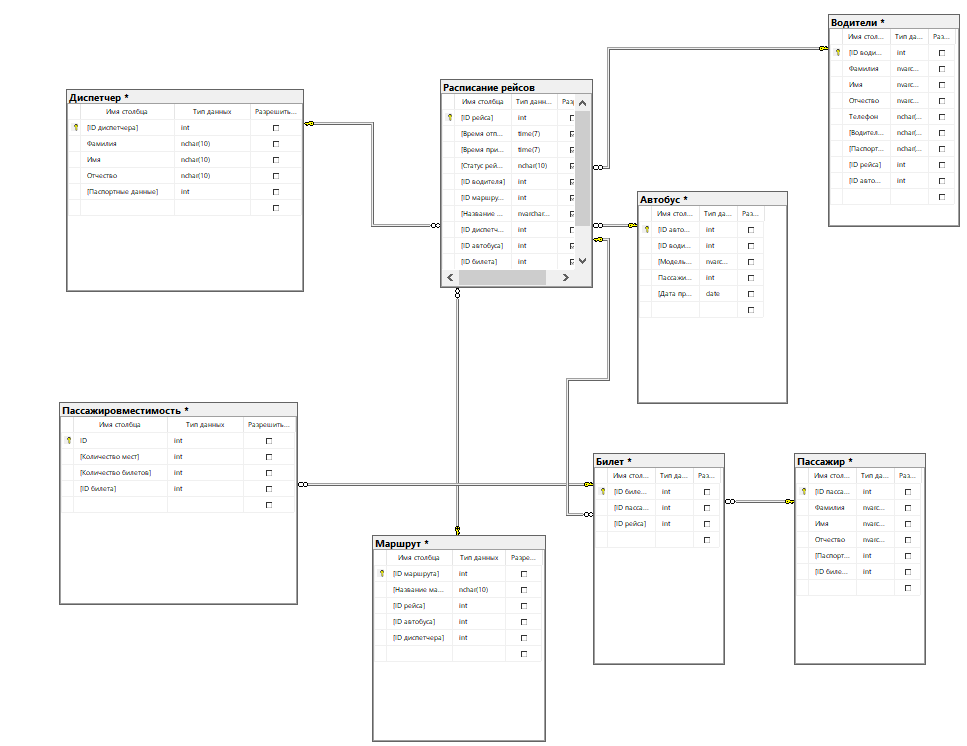 Водители *
Имя стол... Тип да... Раз...
[ID води... int
Фамилия nvarc...
Имя nvarc...
Отчество nvarc...
Телефон nchar(...
[Водител... nchar(...
[Паспорт... nchar(...
[ID рейса] int
[ID авто... int
Расписание рейсов
Имя столбца Тип данн... Разр
[ID рейса] int
[Время отп... time(7)
[Время при... time(7)
[Статус рей... nchar(10)
[ID водителя] int
[ID маршру... int
[Название ... nvarchar...
[ID диспетч... int
[ID автобуса] int
[ID билета] int
Диспетчер *
Имя столбца Тип данных Разрешить...
[ID диспетчера] int
Фамилия nchar(10)
Имя nchar(10)
Отчество nchar(10)
[Паспортные данные] int
Автобус *
Имя стол... Тип да... Раз...
[ID авто... int
[ID води... int
[Модель... nvarc...
Пассажи... int
[Дата пр... date
Пассажировместимость *
Имя столбца Тип данных Разрешить...
ID int
[Количество мест] int
[Количество билетов] int
[ID билета] int
Билет *
Имя стол... Тип да... Раз...
[ID биле... int
[ID пасса... int
[ID рейса] int
Пассажир *
Имя стол... Тип да... Раз...
[ID пасса... int
Фамилия nvarc...
Имя nvarc...
Отчество nvarc...
[Паспорт... int
[ID биле... int
Маршрут *
Имя столбца Тип данных Разре...
[ID маршрута] int
[Название ма... nchar(10)
[ID рейса] int
[ID автобуса] int
[ID диспетчера] int